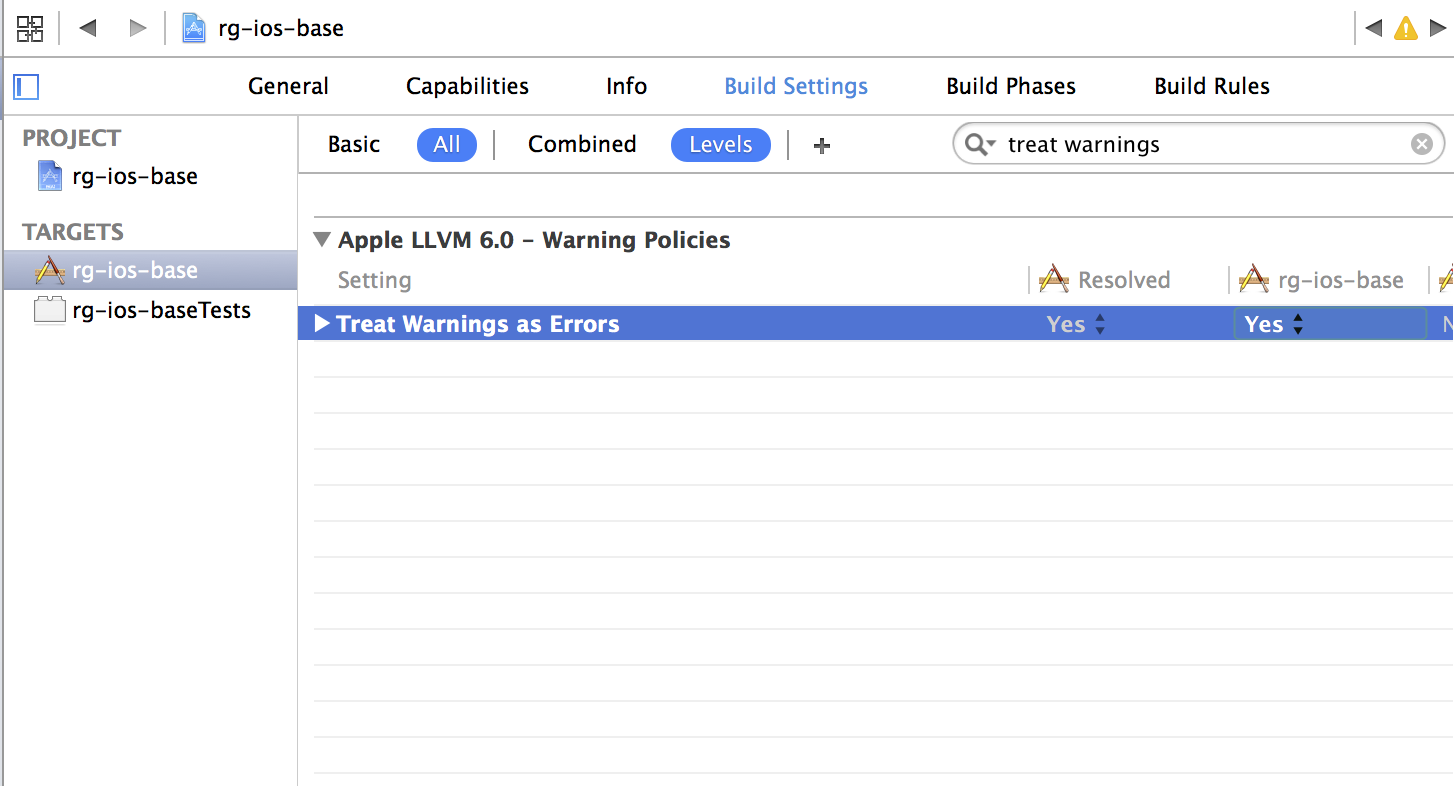 rg-ios-base
General Capabilities Info Build Settings Build Phases Build Rules
PROJECT
rg-ios-base
TARGETS
rg-ios-base
rg-ios-baseTests
Basic All Combined Levels + treat warnings
Apple LLVM 6.0 - Warning Policies
Setting Resolved rg-ios-base
Treat Warnings as Errors Yes Yes